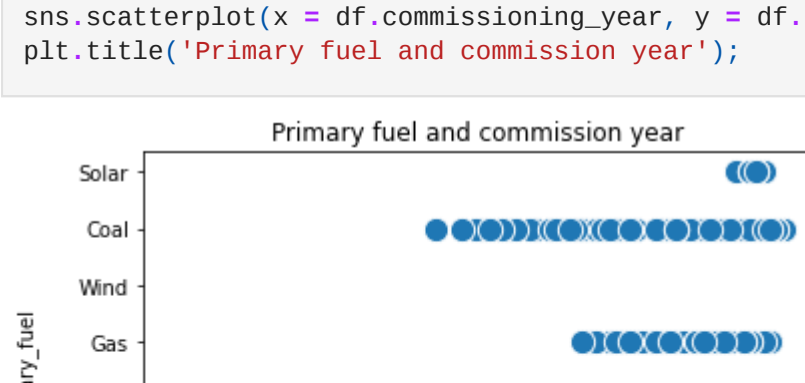 sns.scatterplot(x = df.commissioning_year, y = df.
plt.title('Primary fuel and commission year');
Primary fuel and commission year
Solar
Coal
Wind
Gas
ry_fuel